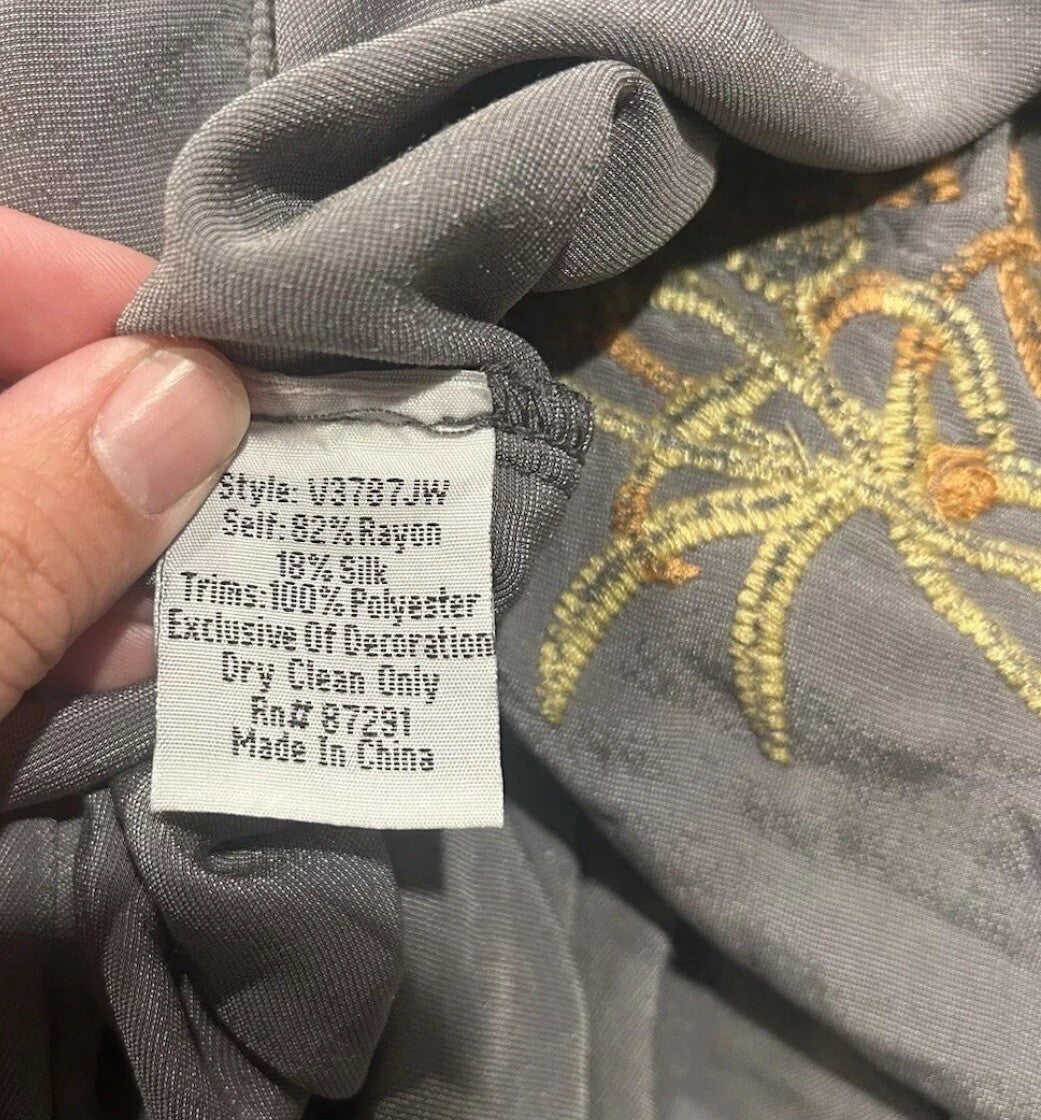 Style: V3787JW
Self: 82% Rayon
18% Silk
Trims:100% Polyester
Exclusive Of Decoration
Dry Clean Only
Rn# 87291
Made In China